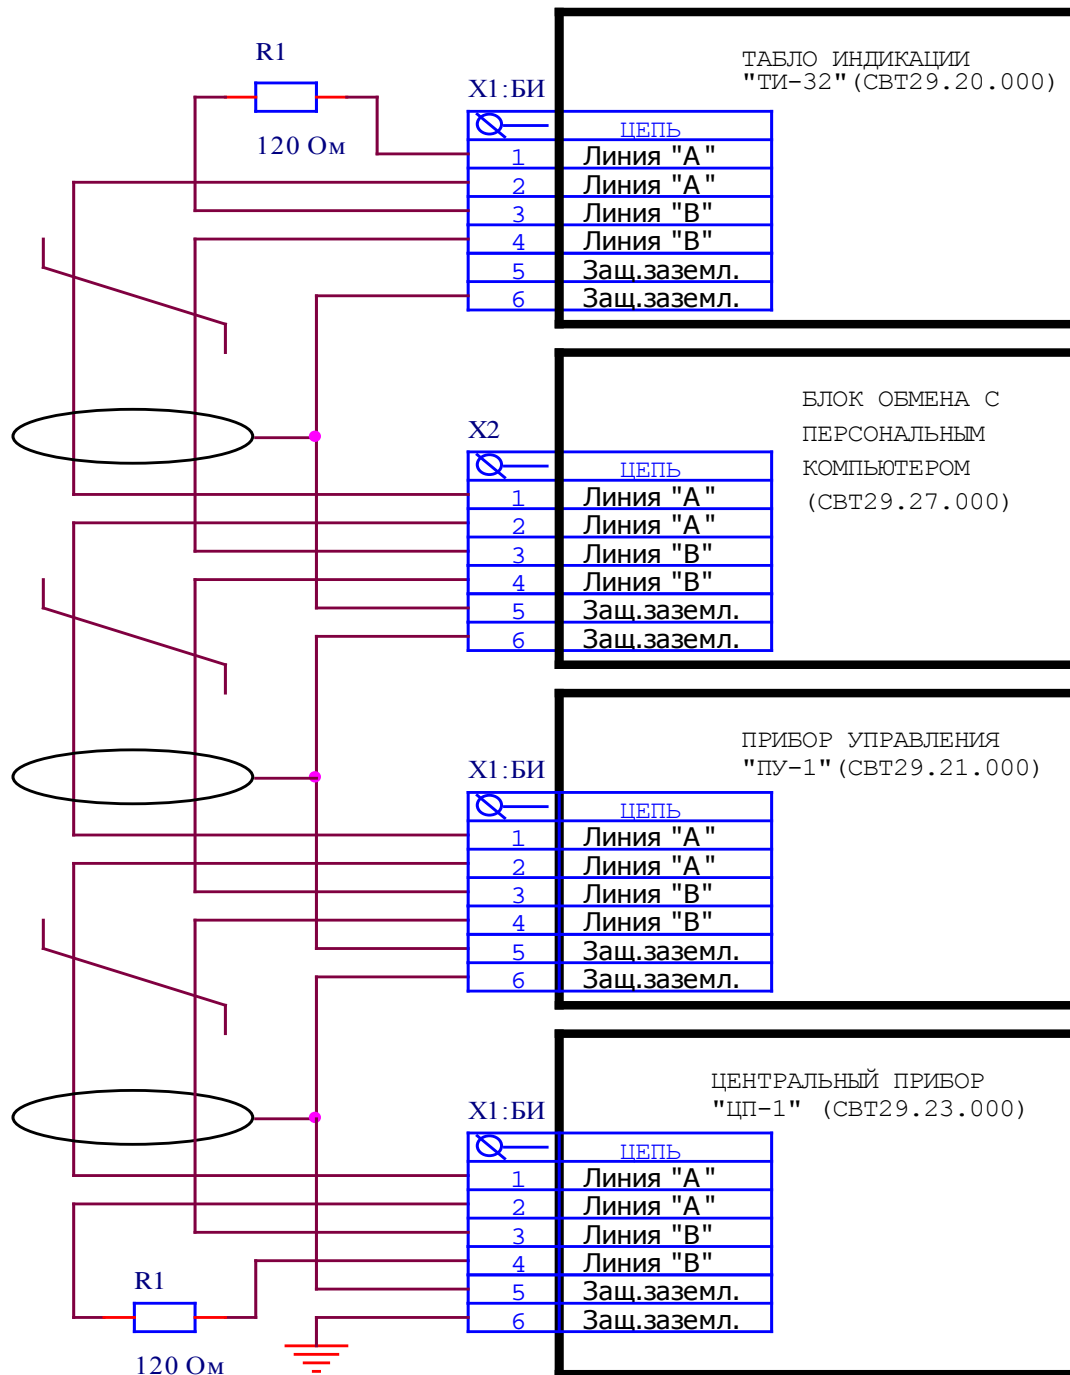 R1
120 Ом
ТАБЛО ИНДИКАЦИИ
"ТИ-32"(СВТ29.20.000)
X1:БИ
ЦЕПЬ
1 Линия "А"
2 Линия "А"
3 Линия "В"
4 Линия "В"
5 Защ.заземл.
6 Защ.заземл.
БЛОК ОБМЕНА С
ПЕРСОНАЛЬНЫМ
КОМПЬЮТЕРОМ
(СВТ29.27.000)
X2
ЦЕПЬ
1 Линия "А"
2 Линия "А"
3 Линия "В"
4 Линия "В"
5 Защ.заземл.
6 Защ.заземл.
ПРИБОР УПРАВЛЕНИЯ
"ПУ-1"(СВТ29.21.000)
X1:БИ
ЦЕПЬ
1 Линия "А"
2 Линия "А"
3 Линия "В"
4 Линия "В"
5 Защ.заземл.
6 Защ.заземл.
ЦЕНТРАЛЬНЫЙ ПРИБОР
"ЦП-1" (СВТ29.23.000)
X1:БИ
ЦЕПЬ
1 Линия "А"
2 Линия "А"
3 Линия "В"
4 Линия "В"
5 Защ.заземл.
6 Защ.заземл.
R1
120 Ом